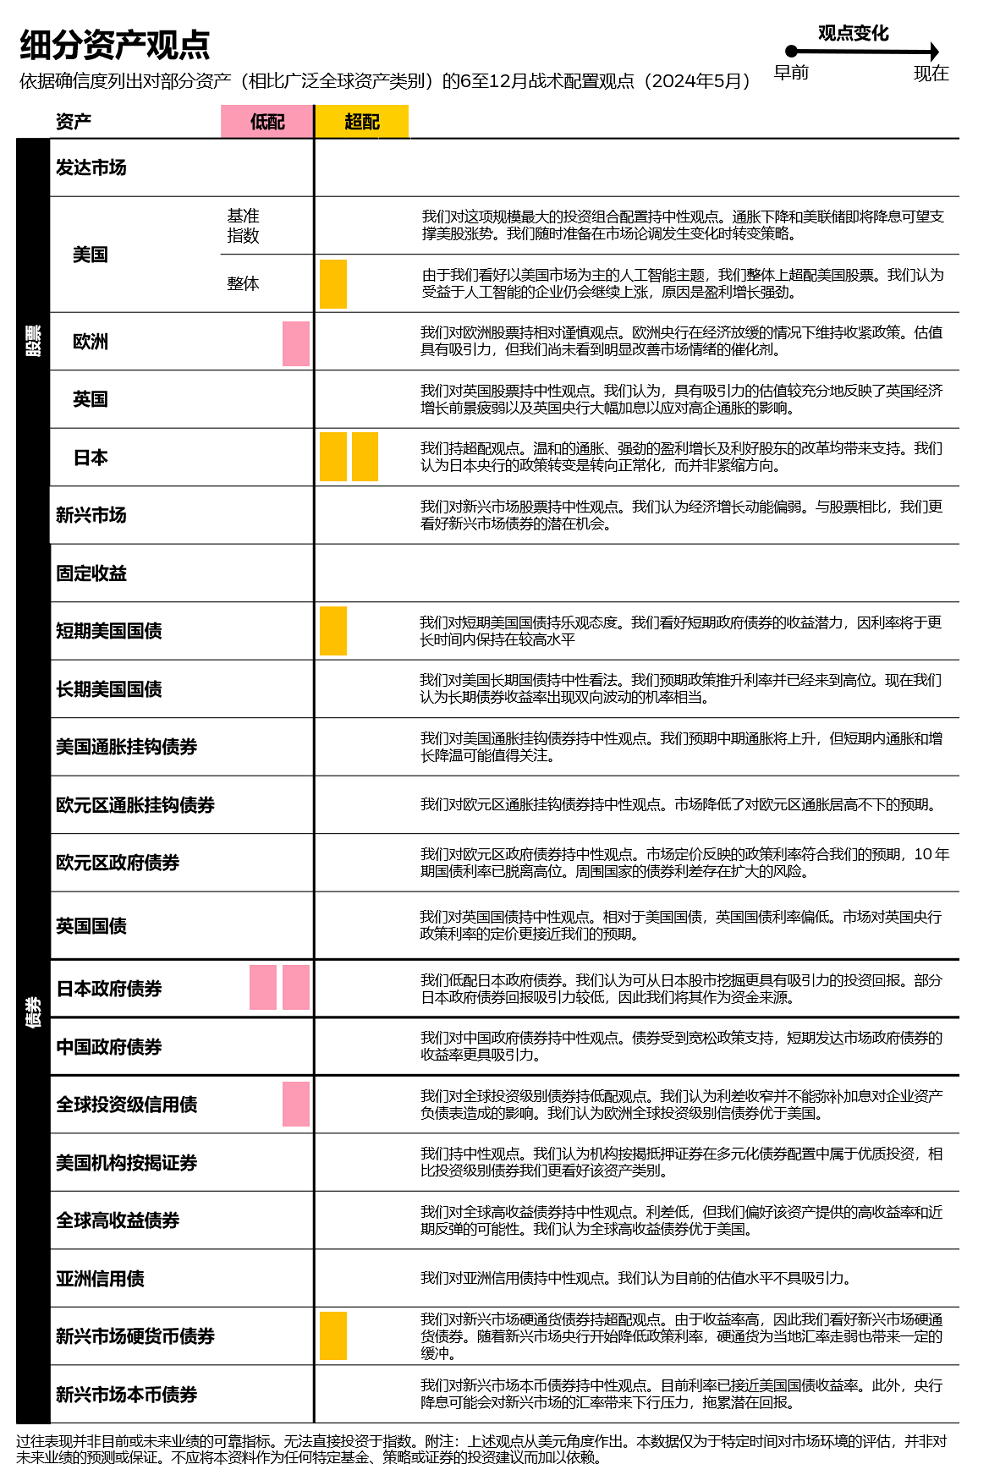 细分资产观点
观点变化
早前 现在
依据确信度列出对部分资产（相比广泛全球资产类别）的6至12月战术配置观点（2024年5月）
资产 低配 超配
股票
发达市场
美国
基准
指数
我们对这项规模最大的投资组合配置持中性观点。通胀下降和美联储即将降息可望支
撑美股涨势。我们随时准备在市场论调发生变化时转变策略。
整体
由于我们看好以美国市场为主的人工智能主题，我们整体上超配美国股票。我们认为
受益于人工智能的企业仍会继续上涨，原因是盈利增长强劲。
欧洲
我们对欧洲股票持相对谨慎观点。欧洲央行在经济放缓的情况下维持收紧政策。估值
具有吸引力，但我们尚未看到明显改善市场情绪的催化剂。
英国
我们对英国股票持中性观点。我们认为，具有吸引力的估值较充分地反映了英国经济
增长前景疲弱以及英国央行大幅加息以应对高企通胀的影响。
日本
我们持超配观点。温和的通胀、强劲的盈利增长及利好股东的改革均带来支持。我们
认为日本央行的政策转变是转向正常化，而并非紧缩方向。
新兴市场
我们对新兴市场股票持中性观点。我们认为经济增长动能偏弱。与股票相比，我们更
看好新兴市场债券的潜在机会。
债券
固定收益
短期美国国债
我们对短期美国国债持乐观态度。我们看好短期政府债券的收益潜力，因利率将于更
长时间内保持在较高水平
长期美国国债
我们对美国长期国债持中性看法。我们预期政策推升利率并已经来到高位。现在我们
认为长期债券收益率出现双向波动的机率相当。
美国通胀挂钩债券
我们对美国通胀挂钩债券持中性观点。我们预期中期通胀将上升，但短期内通胀和增
长降温可能值得关注。
欧元区通胀挂钩债券
我们对欧元区通胀挂钩债券持中性观点。市场降低了对欧元区通胀居高不下的预期。
欧元区政府债券
我们对欧元区政府债券持中性观点。市场定价反映的政策利率符合我们的预期，10 年
期国债利率已脱离高位。周围国家的债券利差存在扩大的风险。
英国国债
我们对英国国债持中性观点。相对于美国国债，英国国债利率偏低。市场对英国央行
政策利率的定价更接近我们的预期。
日本政府债券
我们低配日本政府债券。我们认为可从日本股市挖掘更具有吸引力的投资回报。部分
日本政府债券回报吸引力较低，因此我们将其作为资金来源。
中国政府债券
我们对中国政府债券持中性观点。债券受到宽松政策支持，短期发达市场政府债券的
收益率更具吸引力。
全球投资级信用债
我们对全球投资级别债券持低配观点。我们认为利差收窄并不能弥补加息对企业资产
负债表造成的影响。我们认为欧洲全球投资级别信债券优于美国。
美国机构按揭证券
我们持中性观点。我们认为机构按揭抵押证券在多元化债券配置中属于优质投资，相
比投资级别债券我们更看好该资产类别。
全球高收益债券
我们对全球高收益债券持中性观点。利差低，但我们偏好该资产提供的高收益率和近
期反弹的可能性。我们认为全球高收益债券优于美国。
亚洲信用债
我们对亚洲信用债持中性观点。我们认为目前的估值水平不具吸引力。
新兴市场硬货币债券
我们对新兴市场硬通货债券持超配观点。由于收益率高，因此我们看好新兴市场硬通
货债券。随着新兴市场央行开始降低政策利率，硬通货为当地汇率走弱也带来一定的
缓冲。
新兴市场本币债券
我们对新兴市场本币债券持中性观点。目前利率已接近美国国债收益率。此外，央行
降息可能会对新兴市场的汇率带来下行压力，拖累潜在回报。
过往表现并非目前或未来业绩的可靠指标。无法直接投资于指数。附注：上述观点从美元角度作出。本数据仅为于特定时间对市场环境的评估，并非对
未来业绩的预测或保证。不应将本资料作为任何特定基金、策略或证券的投资建议而加以依赖。